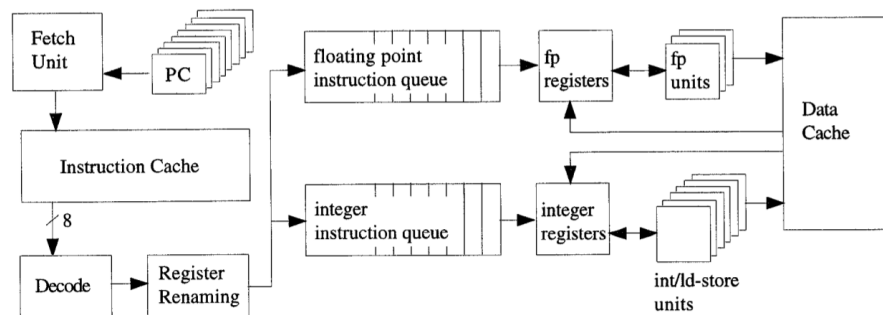 Fetch
Unit
PC
Instruction Cache
8
Decode
Register
Renaming
floating point
instruction queue
integer
instruction queue
fp
registers
fp
units
integer
registers
int/ld-store
units
Data
Cache